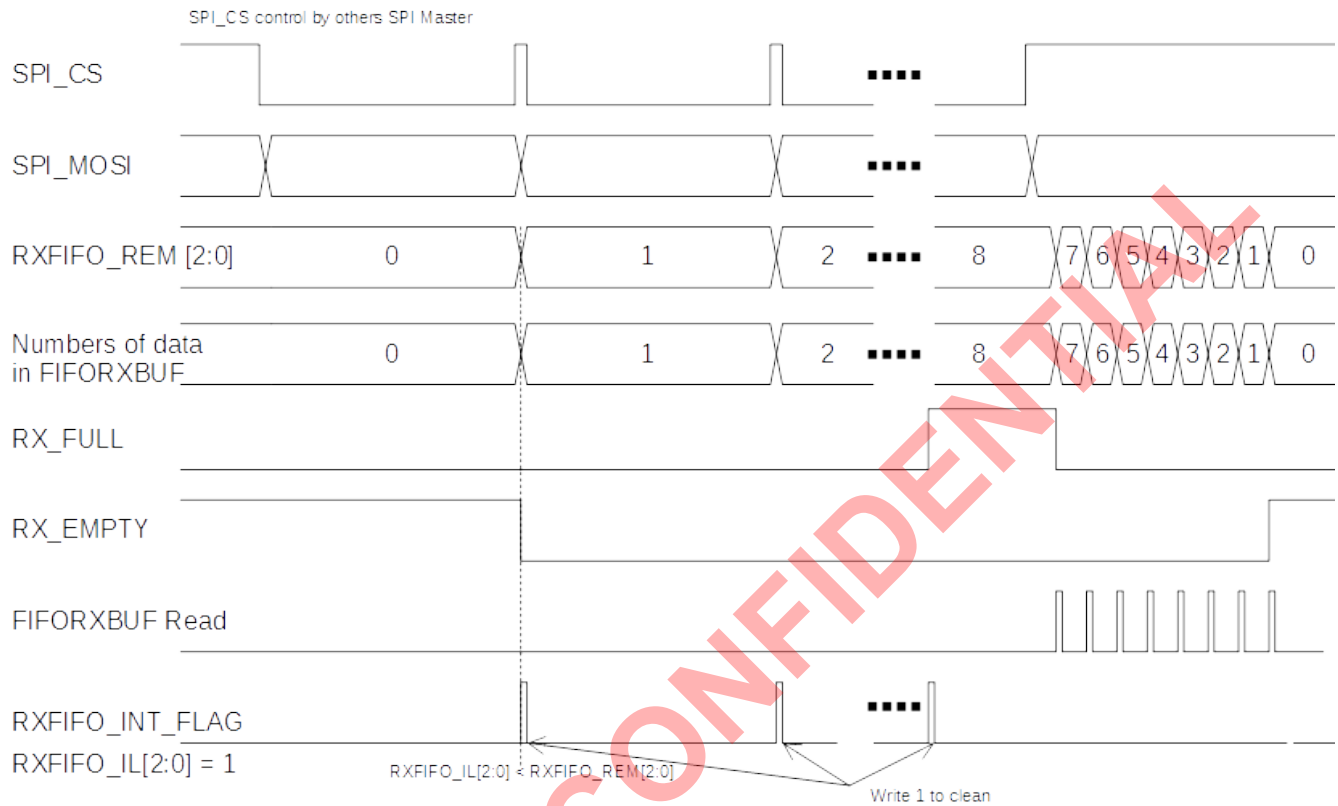 SPI_CS control by others SPI Master
SPI_CS
SPI_MOSI
RXFIFO_REM [2:0] 0 1 2 8 7 6 5 4 3 2 1 0
Numbers of data
in FIFORXBUF 0 1 2 8 7 6 5 4 3 2 1 0
RX_FULL
RX_EMPTY
FIFORXBUF Read
RXFIFO_INT_FLAG
RXFIFO_IL[2:0] = 1
RXFIFO_IL[2:0] < RXFIFO_REM[2:0]
Write 1 to clean
CONFIDENTIAL